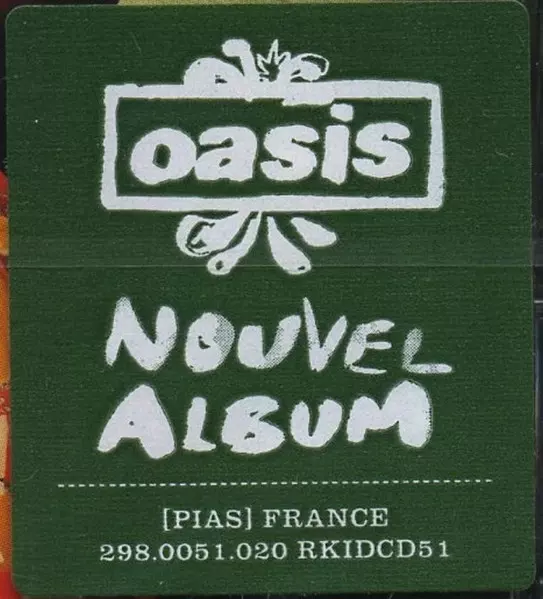 oasis
NOUVEL
ALBUM
[PIAS] FRANCE
298.0051.020 RKIDCD51